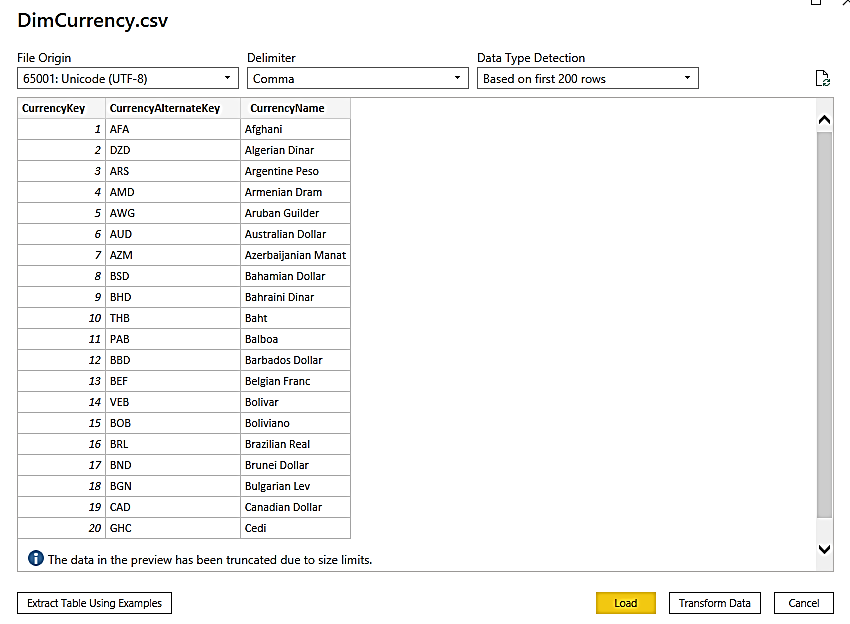 DimCurrency.csv
File Origin Delimiter Data Type Detection
65001: Unicode (UTF-8) Comma Based on first 200 rows
CurrencyKey CurrencyAlternateKey CurrencyName
1 AFA Afghani
2 DZD Algerian Dinar
3 ARS Argentine Peso
4 AMD Armenian Dram
5 AWG Aruban Guilder
6 AUD Australian Dollar
7 AZM Azerbaijanian Manat
8 BSD Bahamian Dollar
9 BHD Bahraini Dinar
10 THB Baht
11 PAB Balboa
12 BBD Barbados Dollar
13 BEF Belgian Franc
14 VEB Bolivar
15 BOB Boliviano
16 BRL Brazilian Real
17 BND Brunei Dollar
18 BGN Bulgarian Lev
19 CAD Canadian Dollar
20 GHC Cedi
The data in the preview has been truncated due to size limits.
Extract Table Using Examples Load Transform Data Cancel